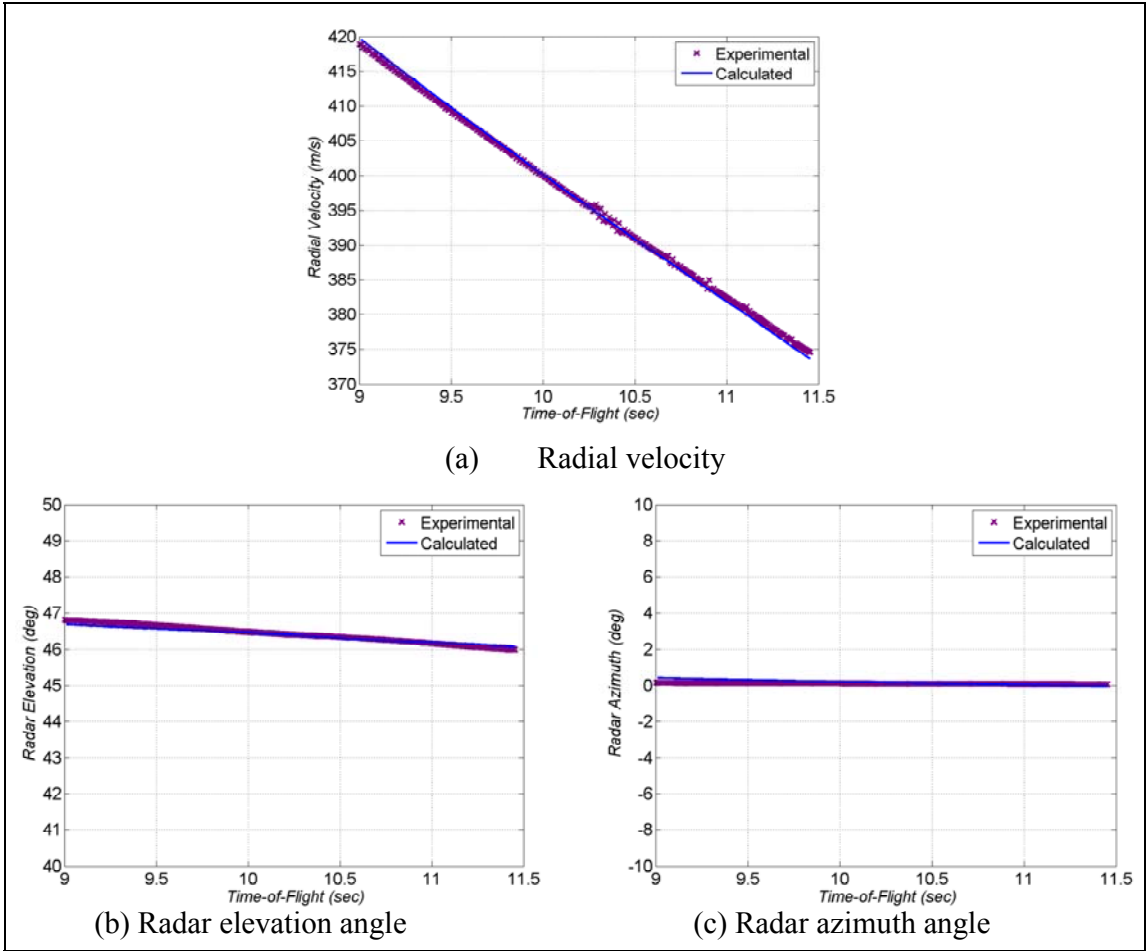 420
415
410
405
400
395
390
385
380
375
370
Radial Velocity (m/s)
Experimental
Calculated
9 9.5 10 10.5 11 11.5
Time-of-Flight (sec)
(a) Radial velocity
50
49
48
47
46
45
44
43
42
41
40
Radar Elevation (deg)
Experimental
Calculated
9 9.5 10 10.5 11 11.5
Time-of-Flight (sec)
(b) Radar elevation angle
10
8
6
4
2
0
-2
-4
-6
-8
-10
Radar Azimuth (deg)
Experimental
Calculated
9 9.5 10 10.5 11 11.5
Time-of-Flight (sec)
(c) Radar azimuth angle